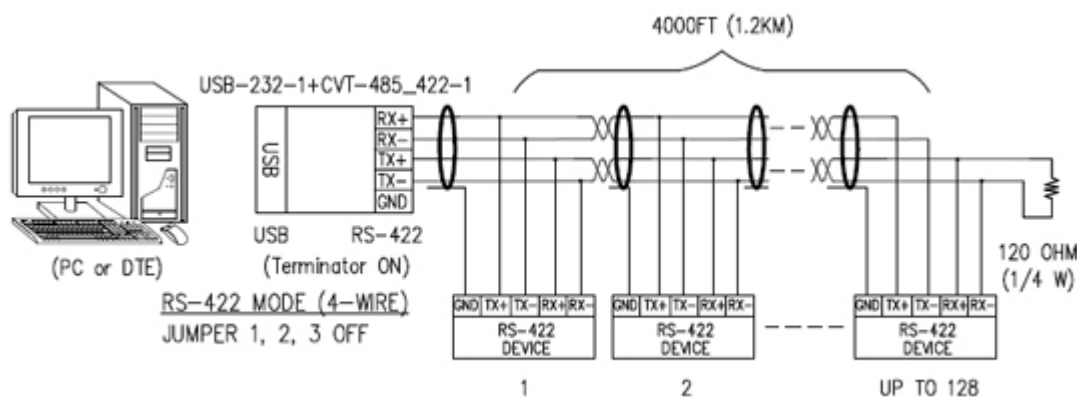 4000FT (1.2KM)
USB-232-1+CVT-485_422-1
USB
RX+
RX-
TX+
TX-
GND
USB RS-422
(PC or DTE)
(Terminator ON)
RS-422 MODE (4-WIRE)
JUMPER 1, 2, 3 OFF
120 OHM
(1/4 W)
GND TX+ TX- RX+ RX-
RS-422
DEVICE
1
GND TX+ TX- RX+ RX-
RS-422
DEVICE
2
GND TX+ TX- RX+ RX-
RS-422
DEVICE
UP TO 128